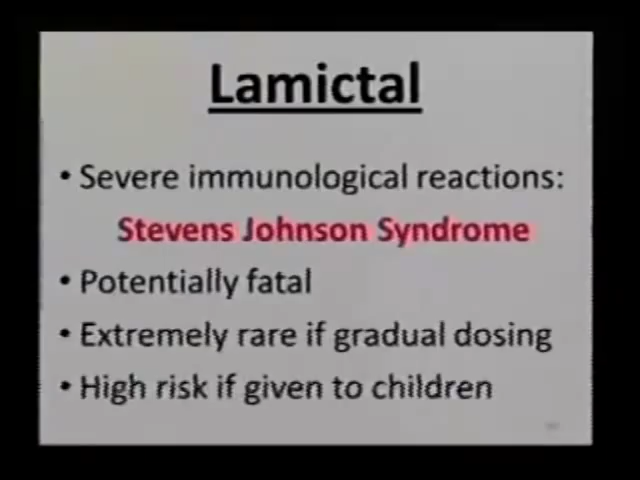 Lamictal
• Severe immunological reactions:
Stevens Johnson Syndrome
• Potentially fatal
• Extremely rare if gradual dosing
• High risk if given to children